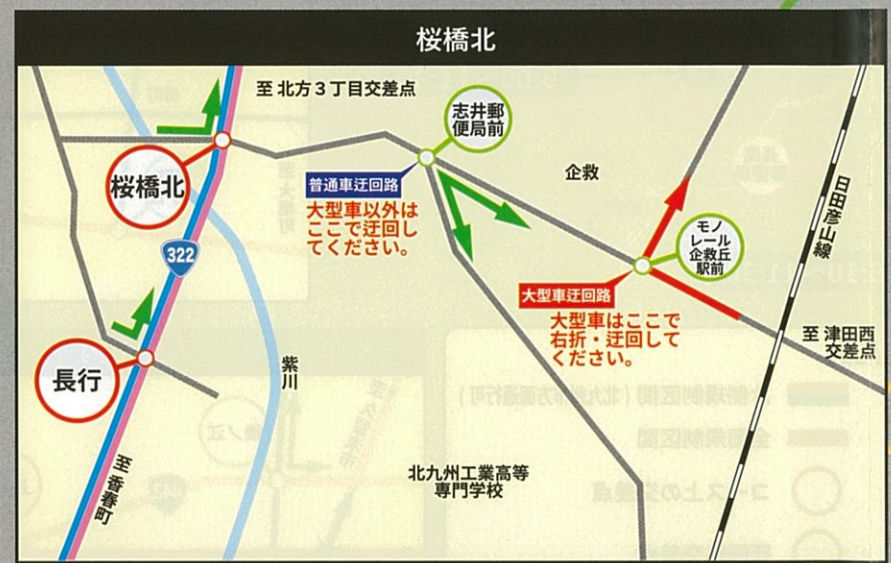 桜橋北
至 北方３丁目交差点
志井郵
便局前
普通車迂回路
大型車以外は
ここで迂回し
てください。
企救
桜橋北
322
日田彦山線
モノ
レール
企救丘
駅前
大型車迂回路
大型車はここで
右折・迂回して
ください。
至 津田西
交差点
長行
紫川
至 香春町
北九州工業高等
専門学校